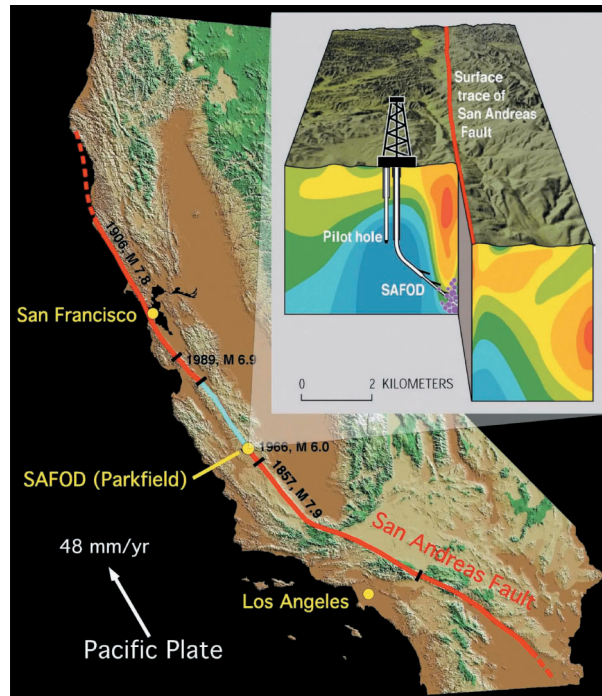 Surface
trace of
San Andreas
Fault
Pilot hole
SAFOD
0 2 KILOMETERS
1906, M 7.8
San Francisco
1989, M 6.9
1966, M 6.0
SAFOD (Parkfield)
1857, M 7.9
San Andreas Fault
48 mm/yr
Los Angeles
Pacific Plate